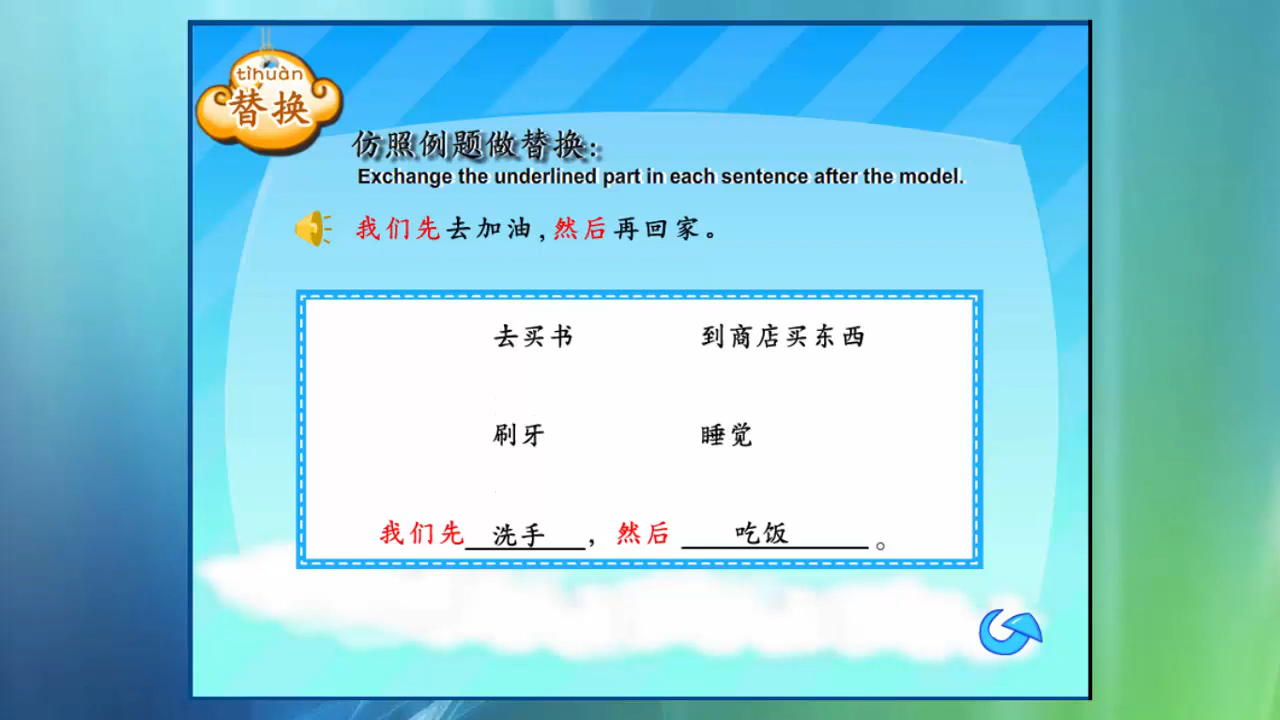 tìhuàn
替换
仿照例题做替换:
Exchange the underlined part in each sentence after the model.
我们先去加油,然后再回家。
去买书 到商店买东西
刷牙 睡觉
我们先 洗手 , 然后 吃饭 。